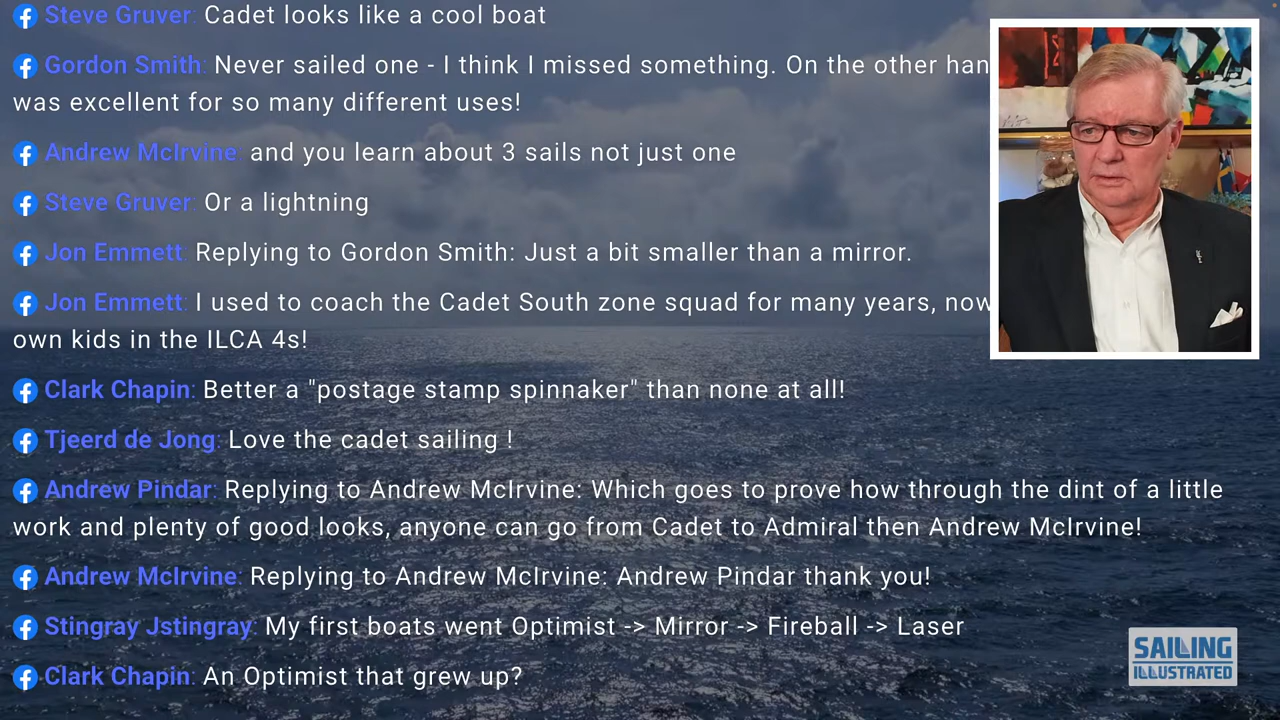 Steve Gruver: Cadet looks like a cool boat
Gordon Smith: Never sailed one - I think I missed something. On the other han
was excellent for so many different uses!
Andrew McIrvine: and you learn about 3 sails not just one
Steve Gruver: Or a lightning
Jon Emmett: Replying to Gordon Smith: Just a bit smaller than a mirror.
Jon Emmett: I used to coach the Cadet South zone squad for many years, now
own kids in the ILCA 4s!
Clark Chapin: Better a "postage stamp spinnaker" than none at all!
Tjeerd de Jong: Love the cadet sailing !
Andrew Pindar: Replying to Andrew McIrvine: Which goes to prove how through the dint of a little
work and plenty of good looks, anyone can go from Cadet to Admiral then Andrew McIrvine!
Andrew McIrvine: Replying to Andrew McIrvine: Andrew Pindar thank you!
Stingray Jstingray: My first boats went Optimist -> Mirror -> Fireball -> Laser
Clark Chapin: An Optimist that grew up?
SAILING
ILLUSTRATED